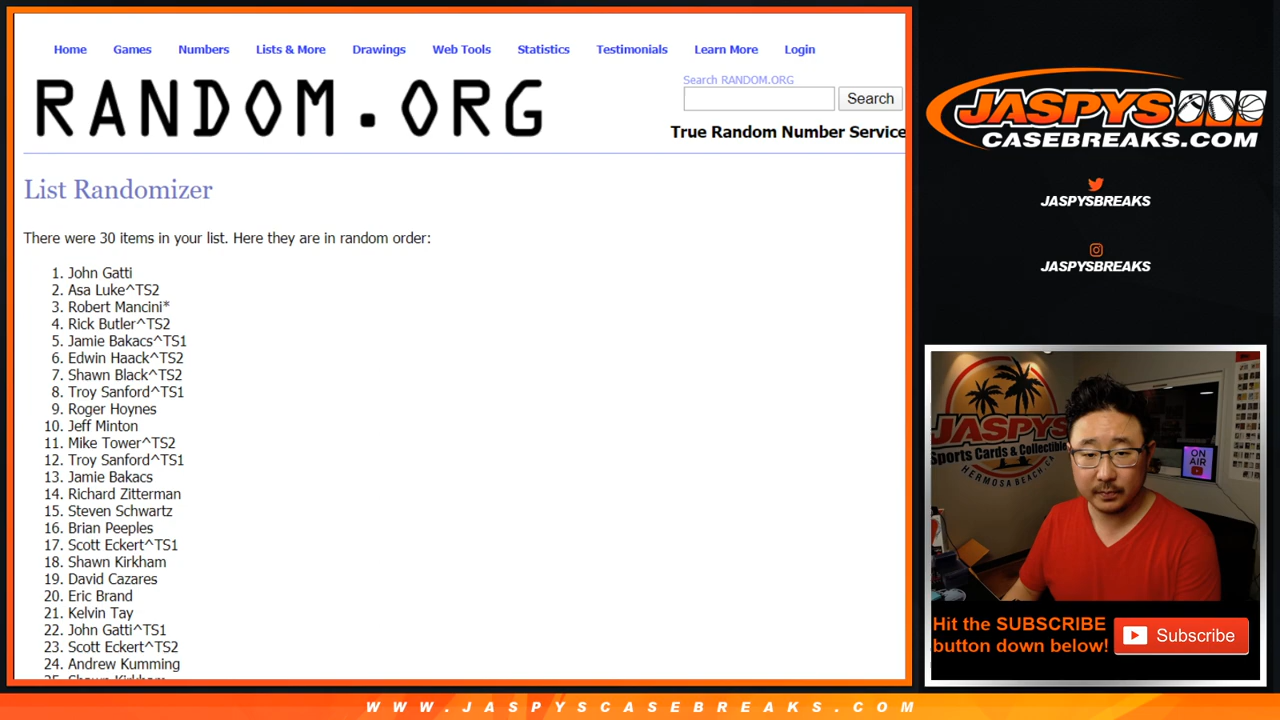 Home Games Numbers Lists & More Drawings Web Tools Statistics Testimonials Learn More Login
RANDOM.ORG
Search RANDOM.ORG
Search
True Random Number Service
List Randomizer
There were 30 items in your list. Here they are in random order:
1. John Gatti
2. Asa Luke^TS2
3. Robert Mancini*
4. Rick Butler^TS2
5. Jamie Bakacs^TS1
6. Edwin Haack^TS2
7. Shawn Black^TS2
8. Troy Sanford^TS1
9. Roger Hoynes
10. Jeff Minton
11. Mike Tower^TS2
12. Troy Sanford^TS1
13. Jamie Bakacs
14. Richard Zitterman
15. Steven Schwartz
16. Brian Peeples
17. Scott Eckert^TS1
18. Shawn Kirkham
19. David Cazares
20. Eric Brand
21. Kelvin Tay
22. John Gatti^TS1
23. Scott Eckert^TS2
24. Andrew Kumming
25. Shawn Kirkham
JASPYS
CASEBREAKS.COM
JASPYSBREAKS
JASPYSBREAKS
JASPYS
Sports Cards & Collectible
HERMOSA BEACH, CA
ON AIR
Hit the SUBSCRIBE
button down below!
Subscribe
WWW.JASPYSCASEBREAKS.COM